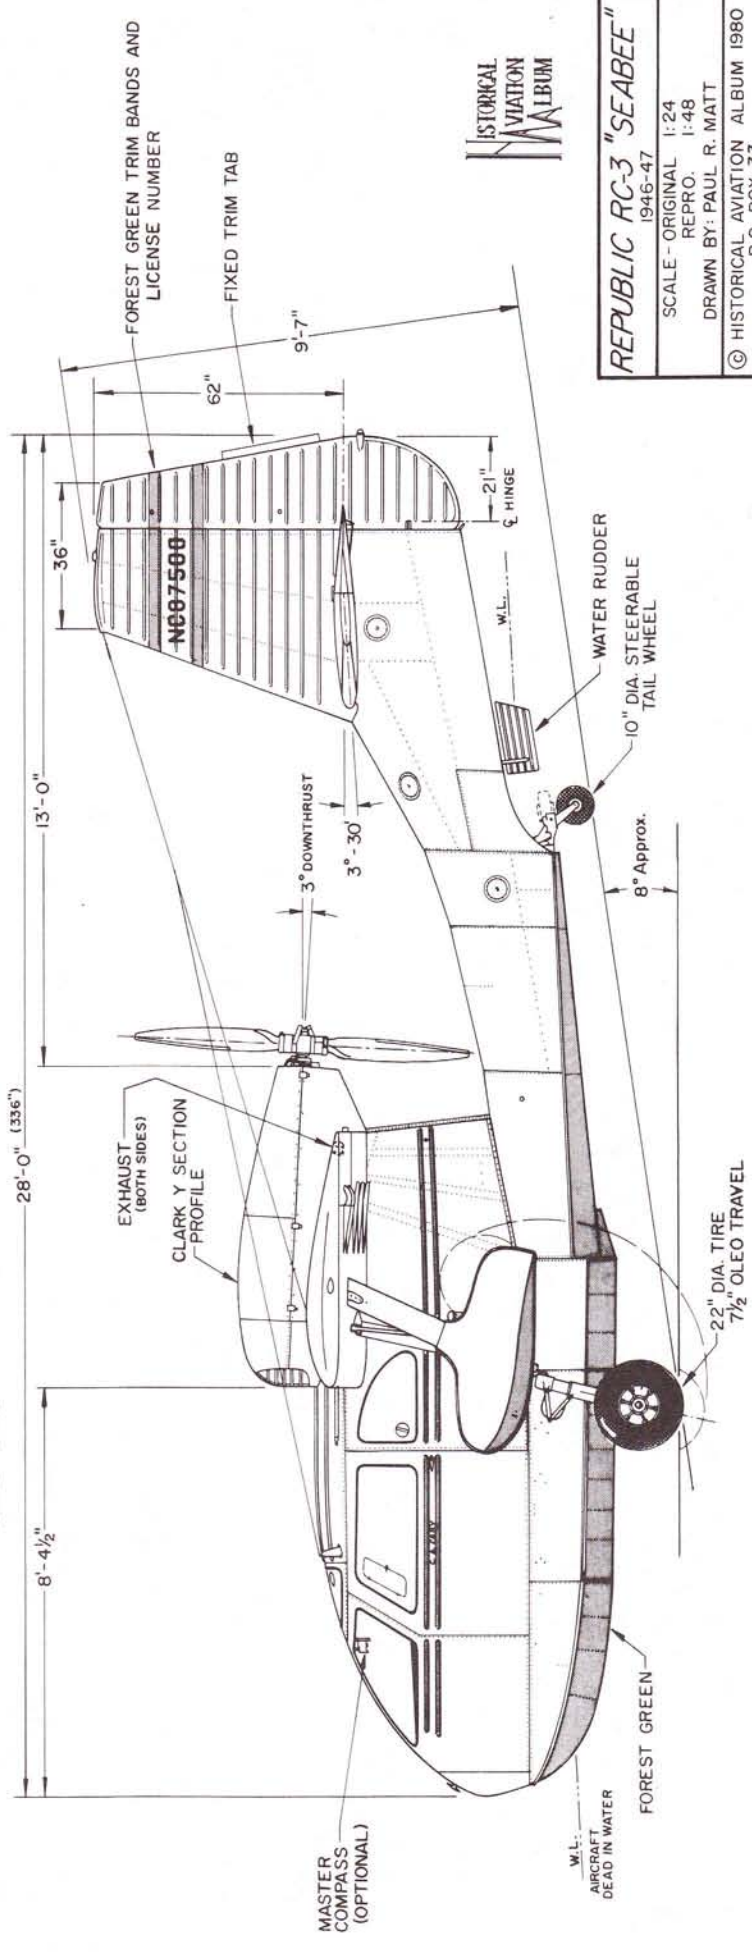 28'-0" (336")
8'-4½"
13'-0"
36"
62"
FOREST GREEN TRIM BANDS AND
LICENSE NUMBER
FIXED TRIM TAB
9'-7"
EXHAUST
(BOTH SIDES)
CLARK Y SECTION
PROFILE
3° DOWNTHRUST
3°-30'
NC87500
21"
℄ HINGE
W.L.
WATER RUDDER
10" DIA. STEERABLE
TAIL WHEEL
8° Approx.
22" DIA. TIRE
7½" OLEO TRAVEL
MASTER
COMPASS
(OPTIONAL)
W.L.
AIRCRAFT
DEAD IN WATER
FOREST GREEN
HISTORICAL
AVIATION
ALBUM
REPUBLIC RC-3 "SEABEE"
1946-47
SCALE - ORIGINAL 1:24
REPRO. 1:48
DRAWN BY: PAUL R. MATT
© HISTORICAL AVIATION ALBUM 1980